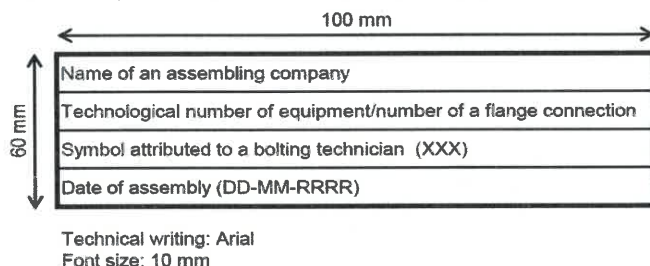 100 mm
60 mm
Name of an assembling company
Technological number of equipment/number of a flange connection
Symbol attributed to a bolting technician (XXX)
Date of assembly (DD-MM-RRRR)
Technical writing: Arial
Font size: 10 mm